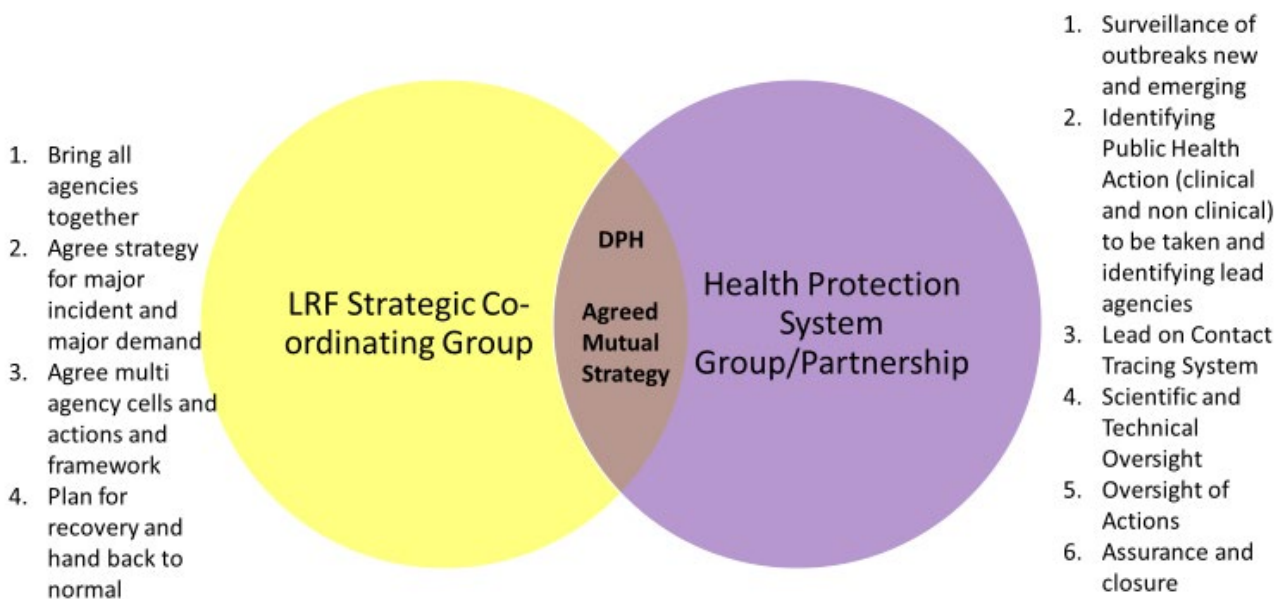 1. Bring all
agencies
together
2. Agree strategy
for major
incident and
major demand
3. Agree multi
agency cells and
actions and
framework
4. Plan for
recovery and
hand back to
normal
LRF Strategic Co-
ordinating Group
DPH
Agreed
Mutual
Strategy
Health Protection
System
Group/Partnership
1. Surveillance of
outbreaks new
and emerging
2. Identifying
Public Health
Action (clinical
and non clinical)
to be taken and
identifying lead
agencies
3. Lead on Contact
Tracing System
4. Scientific and
Technical
Oversight
5. Oversight of
Actions
6. Assurance and
closure